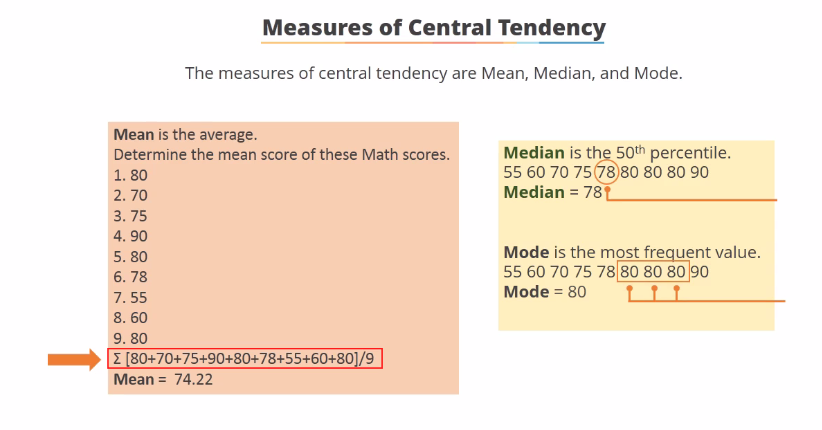 Measures of Central Tendency
The measures of central tendency are Mean, Median, and Mode.
Mean is the average.
Determine the mean score of these Math scores.
1. 80
2. 70
3. 75
4. 90
5. 80
6. 78
7. 55
8. 60
9. 80
Σ [80+70+75+90+80+78+55+60+80]/9
Mean = 74.22
Median is the 50th percentile.
55 60 70 75 78 80 80 80 90
Median = 78
Mode is the most frequent value.
55 60 70 75 78 80 80 80 90
Mode = 80